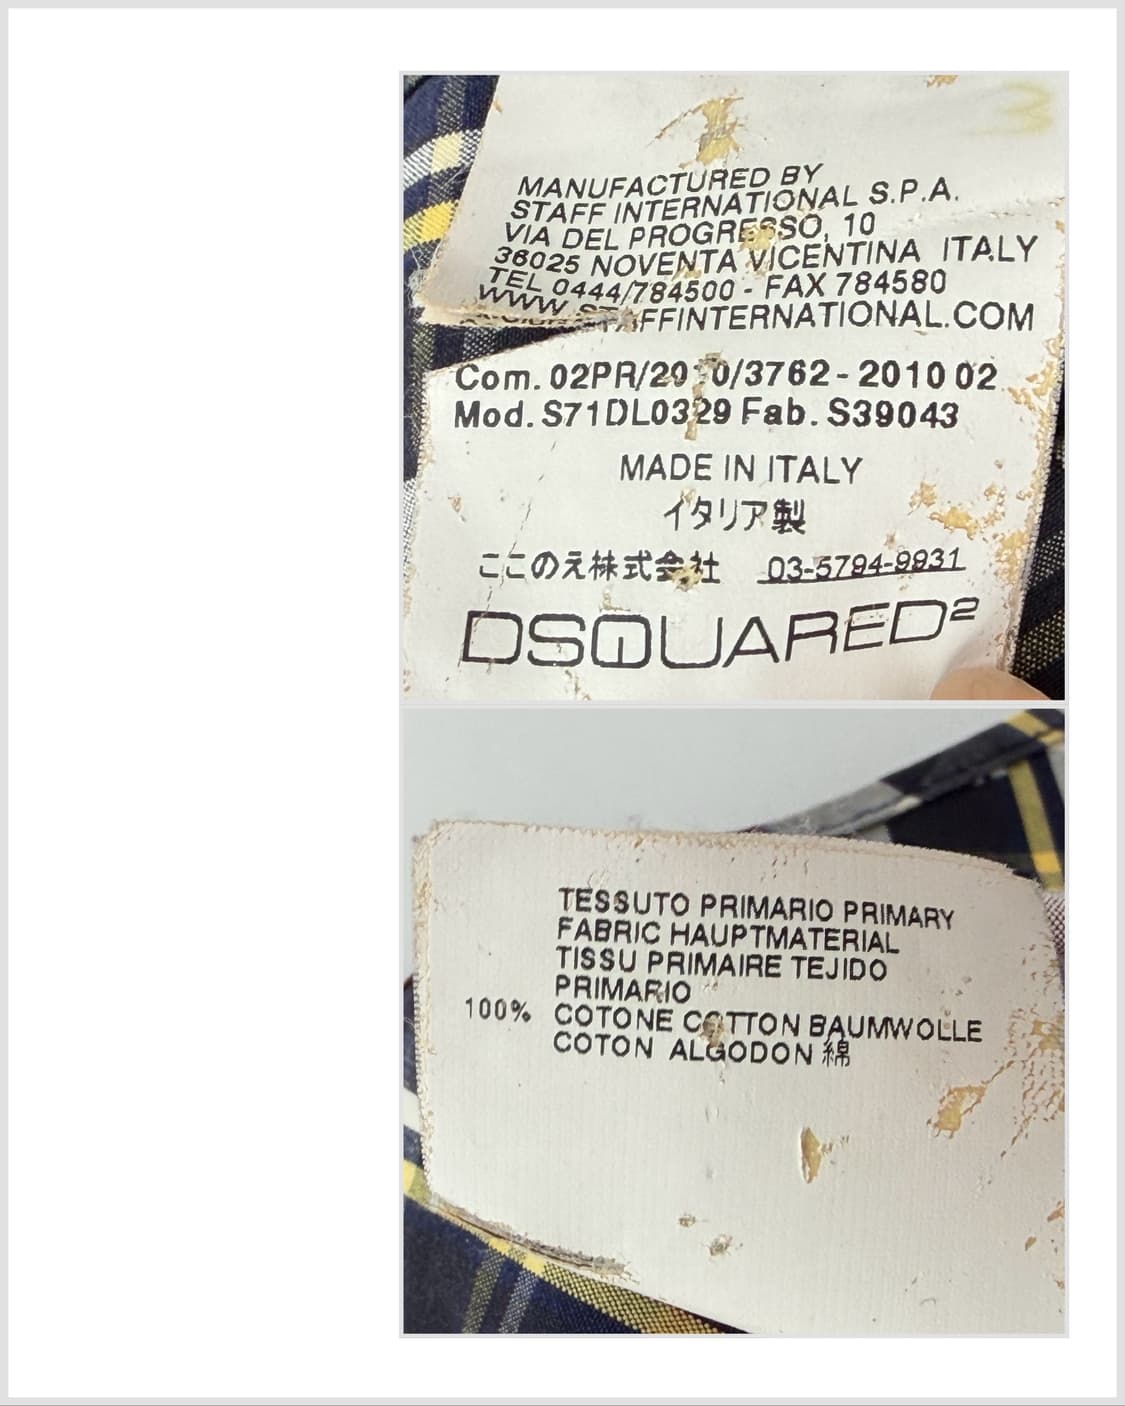 MANUFACTURED BY
STAFF INTERNATIONAL S.P.A.
VIA DEL PROGRESSO, 10
36025 NOVENTA VICENTINA ITALY
TEL 0444/784500 - FAX 784580
WWW.STAFFINTERNATIONAL.COM
Com. 02PR/2010/3762 - 2010 02
Mod. S71DL0329 Fab. S39043
MADE IN ITALY
イタリア製
ここのえ株式会社 03-5794-9931
DSQUARED2
TESSUTO PRIMARIO PRIMARY
FABRIC HAUPTMATERIAL
TISSU PRIMAIRE TEJIDO
PRIMARIO
100% COTONE COTTON BAUMWOLLE
COTON ALGODON 綿